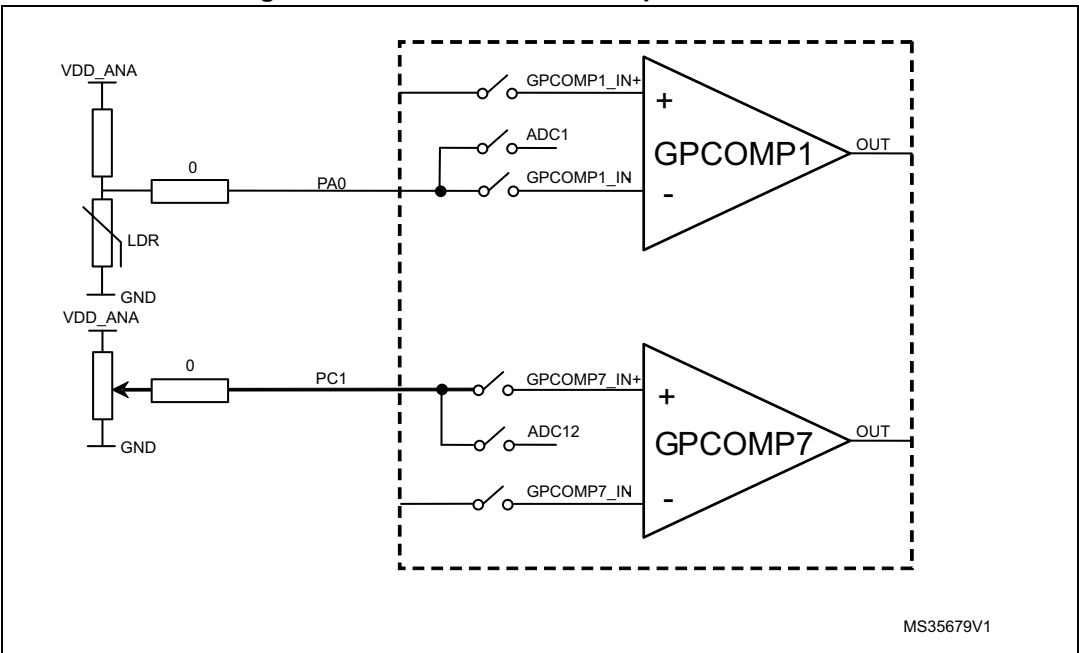 VDD_ANA
GPCOMP1_IN+
+
ADC1
GPCOMP1
OUT
0
PA0
GPCOMP1_IN
-
LDR
GND
VDD_ANA
0
PC1
GPCOMP7_IN+
+
ADC12
GPCOMP7
OUT
GND
GPCOMP7_IN
-
MS35679V1